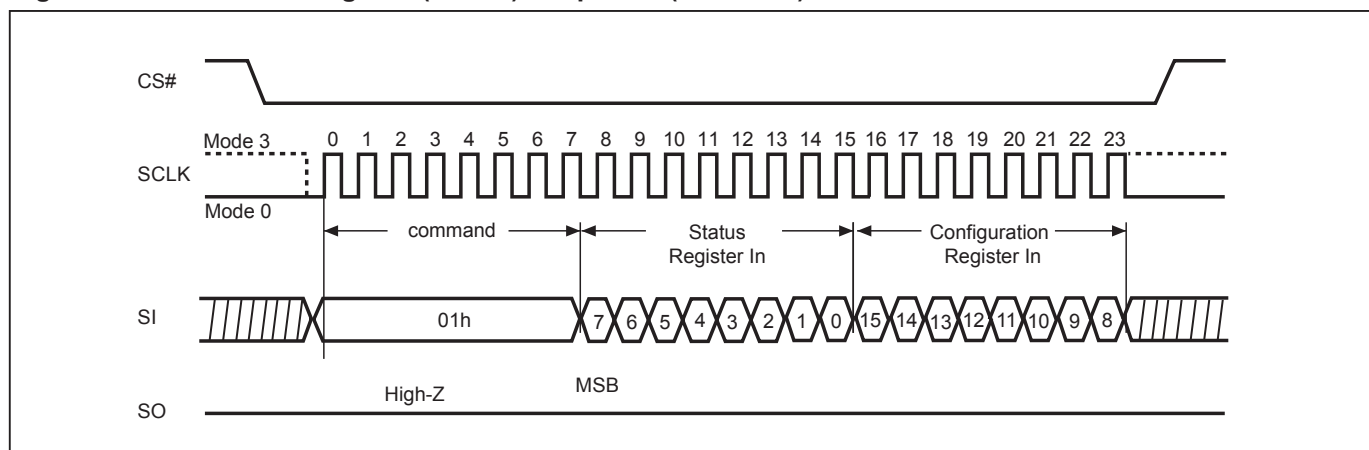 CS#
Mode 3
0 1 2 3 4 5 6 7 8 9 10 11 12 13 14 15 16 17 18 19 20 21 22 23
SCLK
Mode 0
command
Status
Register In
Configuration
Register In
SI
01h
7 6 5 4 3 2 1 0 15 14 13 12 11 10 9 8
High-Z
MSB
SO